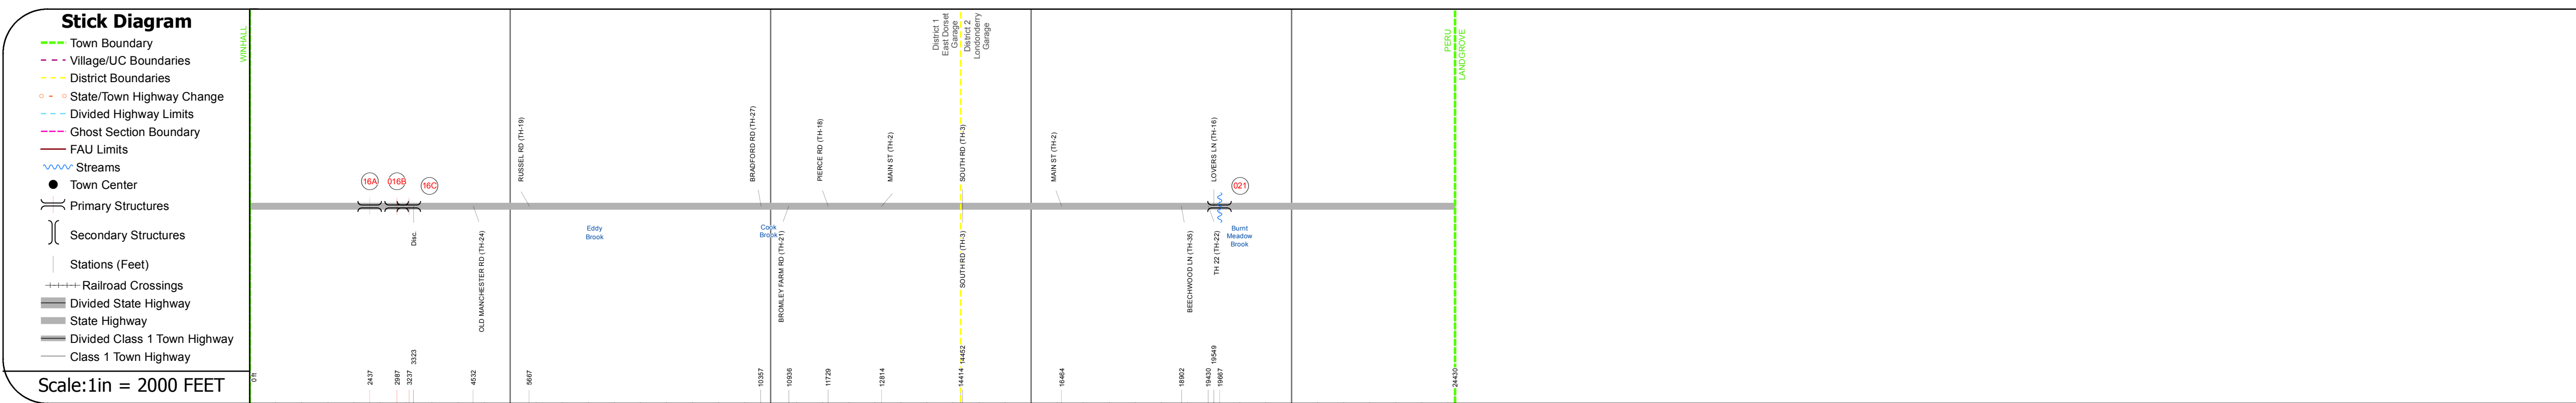 Stick Diagram
Town Boundary
Village/UC Boundaries
District Boundaries
State/Town Highway Change
Divided Highway Limits
Ghost Section Boundary
FAU Limits
Streams
Town Center
Primary Structures
Secondary Structures
Stations (Feet)
Railroad Crossings
Divided State Highway
State Highway
Divided Class 1 Town Highway
Class 1 Town Highway
Scale:1in = 2000 FEET
WINHALL
District 1
East Dorset
Garage
District 2
Londonderry
Garage
PERU
LANDGROVE
RUSSEL RD (TH-19)
BRADFORD RD (TH-27)
PIERCE RD (TH-18)
MAIN ST (TH-2)
SOUTH RD (TH-3)
MAIN ST (TH-2)
LOVERS LN (TH-16)
16A
016B
16C
021
Disc.
OLD MANCHESTER RD (TH-24)
Eddy
Brook
Cook
Brook
BROMLEY FARM RD (TH-21)
SOUTH RD (TH-3)
BEECHWOOD LN (TH-35)
TH 22 (TH-22)
Burnt
Meadow
Brook
0 ft
2437
2987
3237
3323
4532
5667
10357
10936
11729
12814
14414
14452
16464
18902
19430
19549
19667
24430